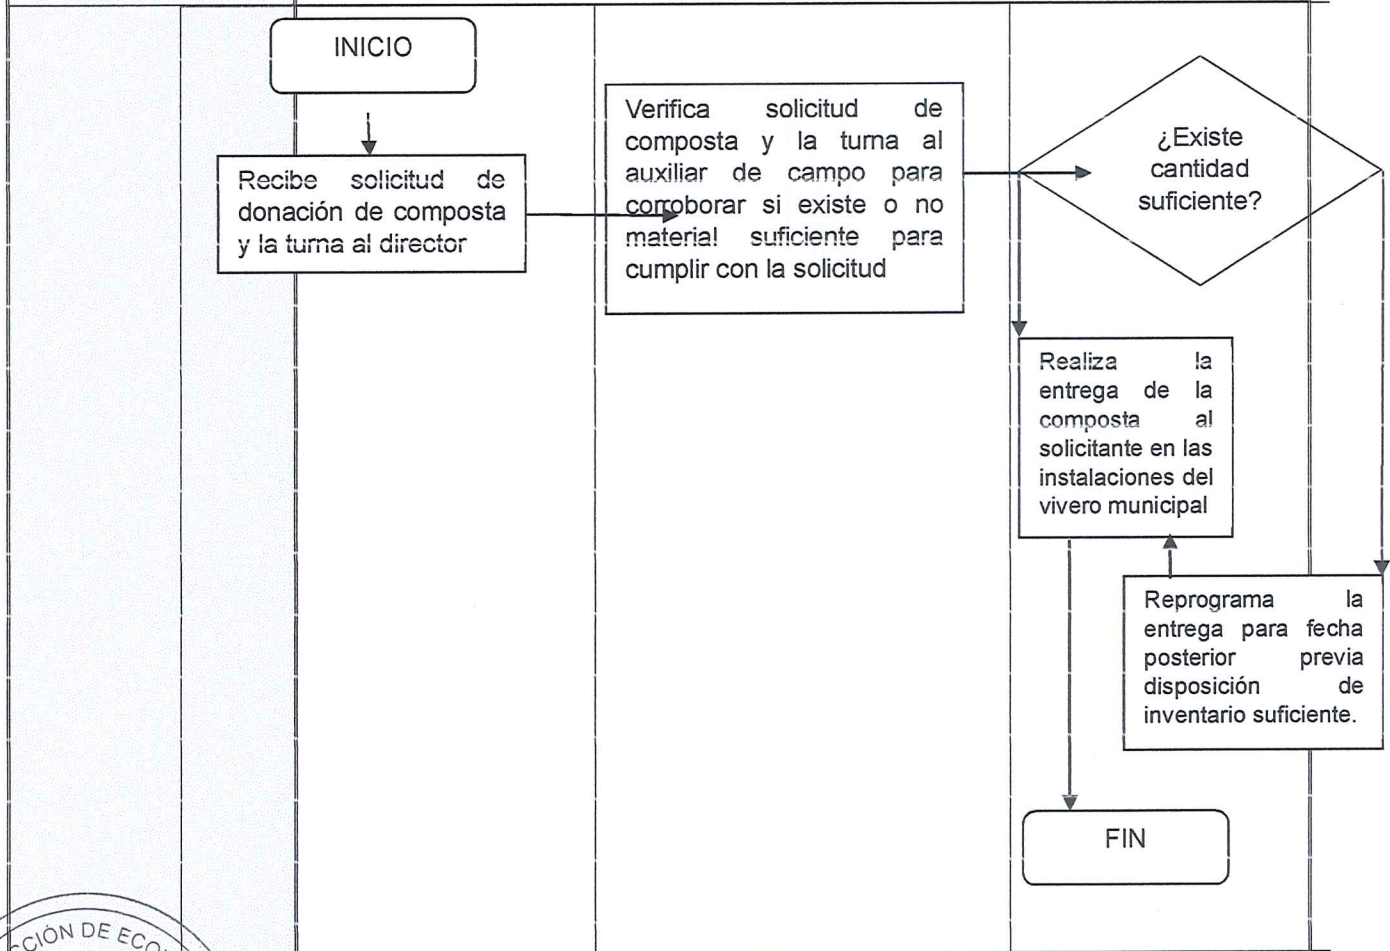 INICIO
Recibe solicitud de
donación de composta
y la turna al director
Verifica solicitud de
composta y la turna al
auxiliar de campo para
corroborar si existe o no
material suficiente para
cumplir con la solicitud
¿Existe
cantidad
suficiente?
Realiza la
entrega de la
composta al
solicitante en las
instalaciones del
vivero municipal
Reprograma la
entrega para fecha
posterior previa
disposición de
inventario suficiente.
FIN
DE